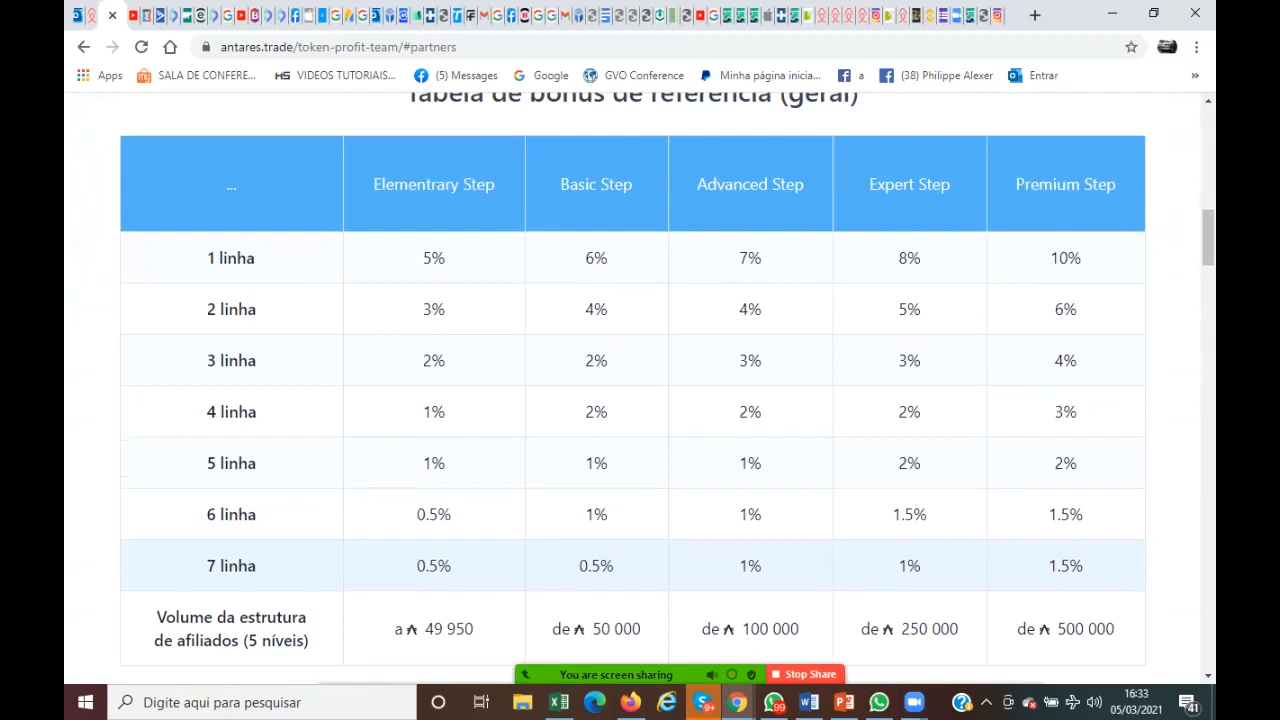 antares.trade/token-profit-team/#partners
Apps
SALA DE CONFERE...
VIDEOS TUTORIAIS...
(5) Messages
Google
GVO Conference
Minha página inicia...
a
(38) Philippe Alexer
Entrar
Tabela de bônus de referência (geral)
... Elementrary Step Basic Step Advanced Step Expert Step Premium Step
1 linha 5% 6% 7% 8% 10%
2 linha 3% 4% 4% 5% 6%
3 linha 2% 2% 3% 3% 4%
4 linha 1% 2% 2% 2% 3%
5 linha 1% 1% 1% 2% 2%
6 linha 0.5% 1% 1% 1.5% 1.5%
7 linha 0.5% 0.5% 1% 1% 1.5%
Volume da estrutura
de afiliados (5 níveis) a ₳ 49 950 de ₳ 50 000 de ₳ 100 000 de ₳ 250 000 de ₳ 500 000
You are screen sharing
Stop Share
Digite aqui para pesquisar
16:33
05/03/2021
41